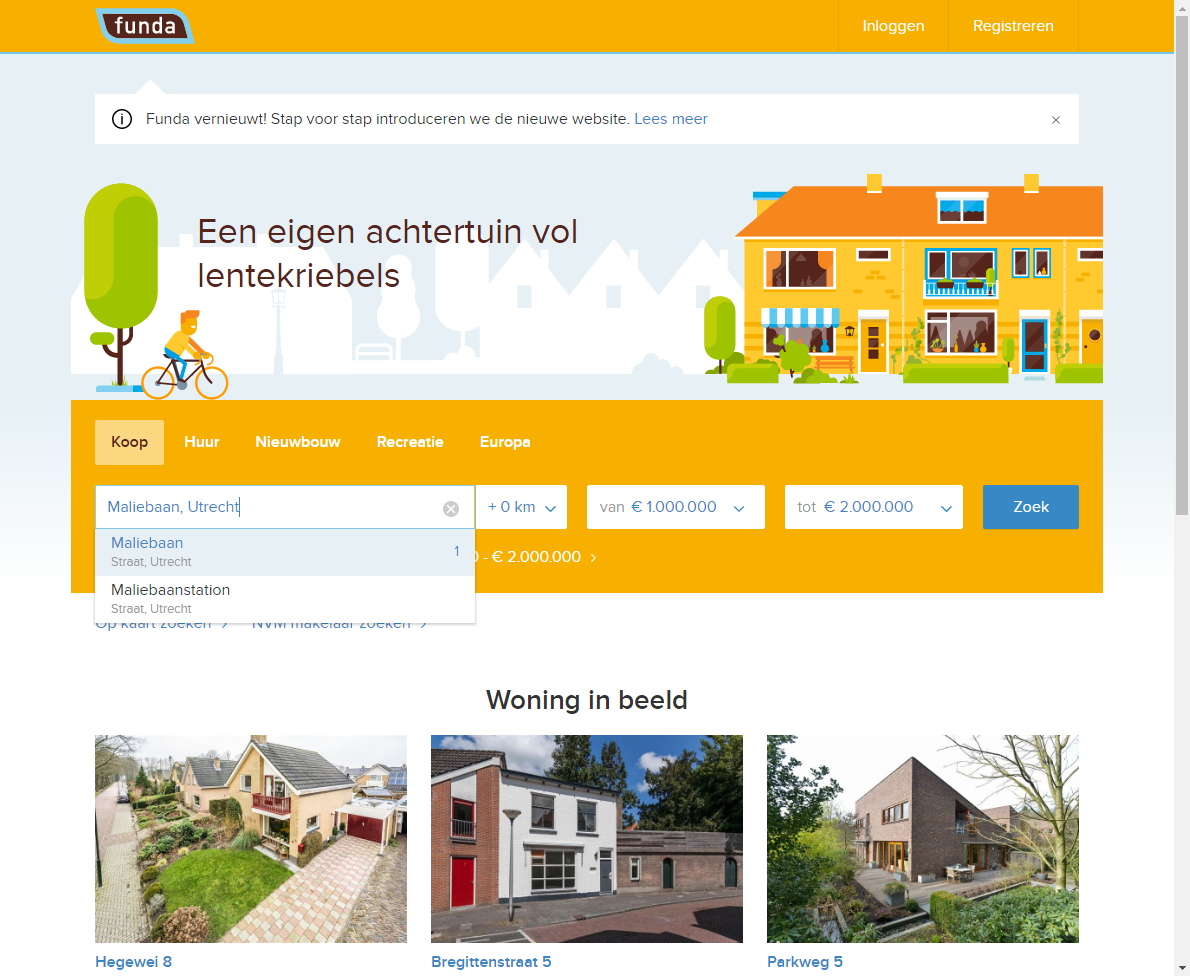 funda
Inloggen
Registreren
Funda vernieuwt! Stap voor stap introduceren we de nieuwe website. Lees meer
Een eigen achtertuin vol
lentekriebels
Koop
Huur
Nieuwbouw
Recreatie
Europa
Maliebaan, Utrecht
+ 0 km
van € 1.000.000
tot € 2.000.000
Zoek
Maliebaan
1
Straat, Utrecht
- € 2.000.000
Maliebaanstation
Straat, Utrecht
Op kaart zoeken
NVM makelaar zoeken
Woning in beeld
Hegewei 8
Bregittenstraat 5
Parkweg 5